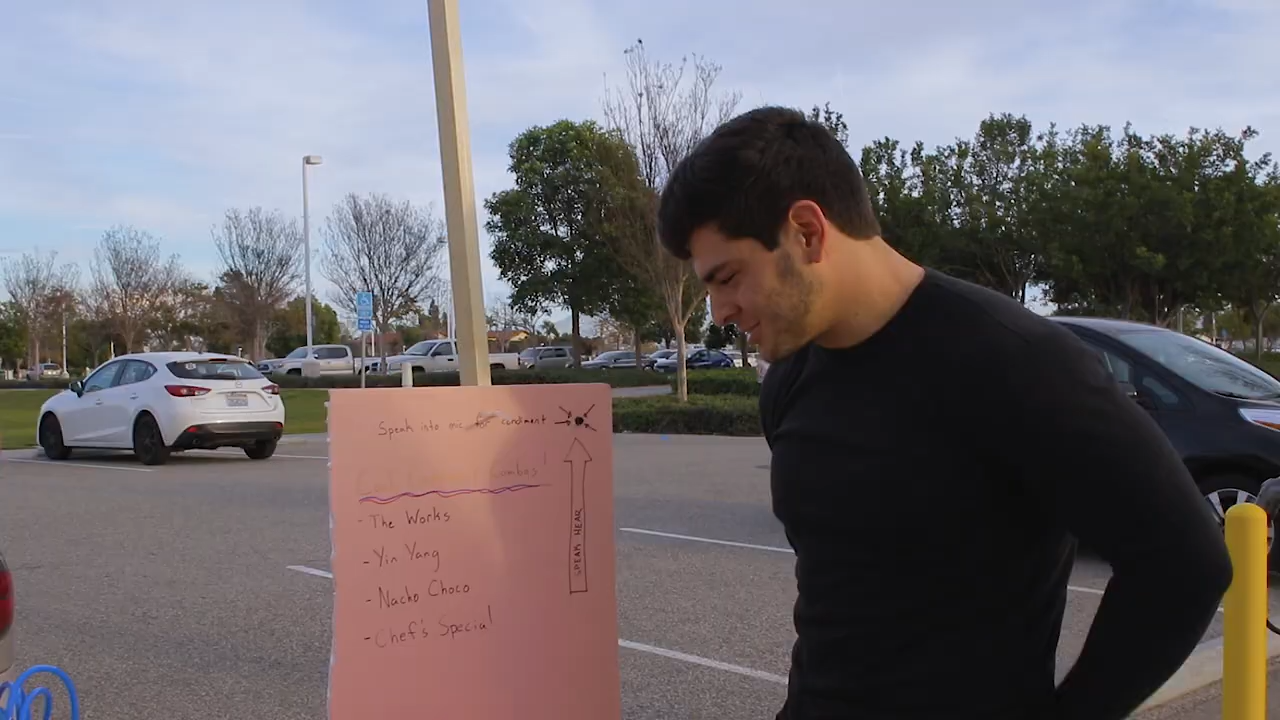 Speak into mic for condiment
Combos!
- The Works
- Yin Yang
- Nacho Choco
- Chef's Special
SPEAK HEAR